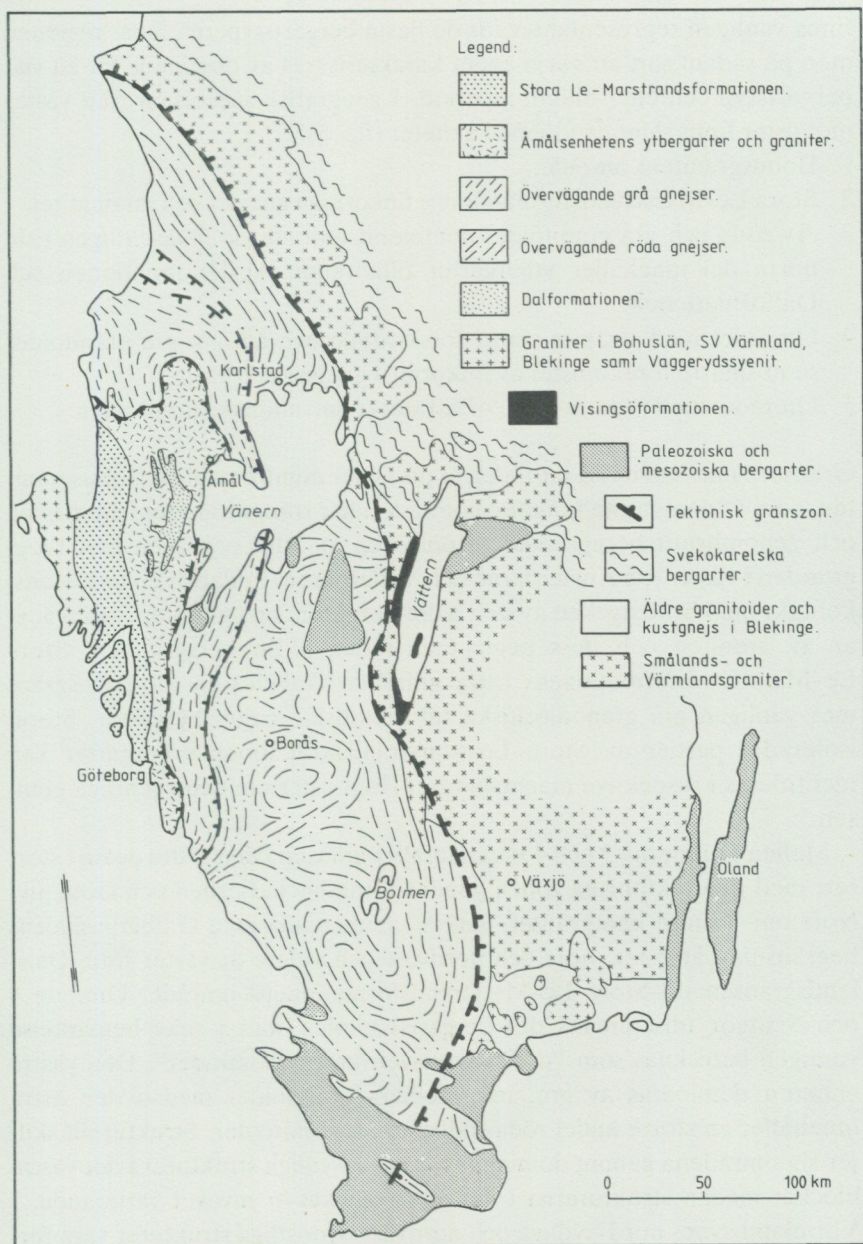 Legend:
Stora Le-Marstrandsformationen.
Åmålsenhetens ytbergarter och graniter.
Övervägande grå gnejser.
Övervägande röda gnejser.
Dalformationen.
Graniter i Bohuslän, SV Värmland,
Blekinge samt Vaggerydssyenit.
Visingsöformationen.
Paleozoiska och
mesozoiska bergarter.
Tektonisk gränszon.
Svekokarelska
bergarter.
Äldre granitoider och
kustgnejs i Blekinge.
Smålands- och
Värmlandsgraniter.
Karlstad
Åmål
Vänern
Vättern
Borås
Göteborg
Bolmen
Växjö
Öland
0 50 100 km